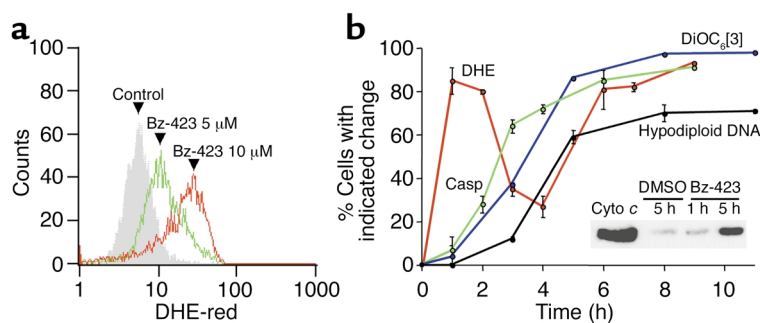 a
100
80
60
40
20
0
Counts
Control
Bz-423 5 μM
Bz-423 10 μM
1
10
100
1000
DHE-red
b
100
80
60
40
20
0
% Cells with
indicated change
DHE
DiOC₆[3]
Casp
Hypodiploid DNA
DMSO Bz-423
Cyto c 5 h 1 h 5 h
0
2
4
6
8
10
Time (h)